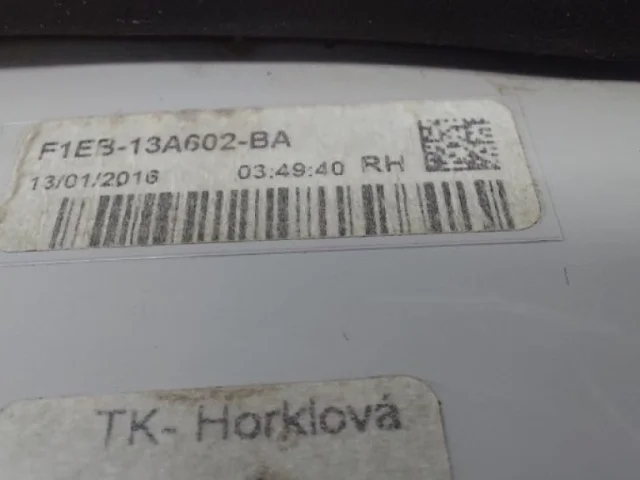 F1EB-13A602-BA
13/01/2016 03:49:40 RH
TK- Horklová